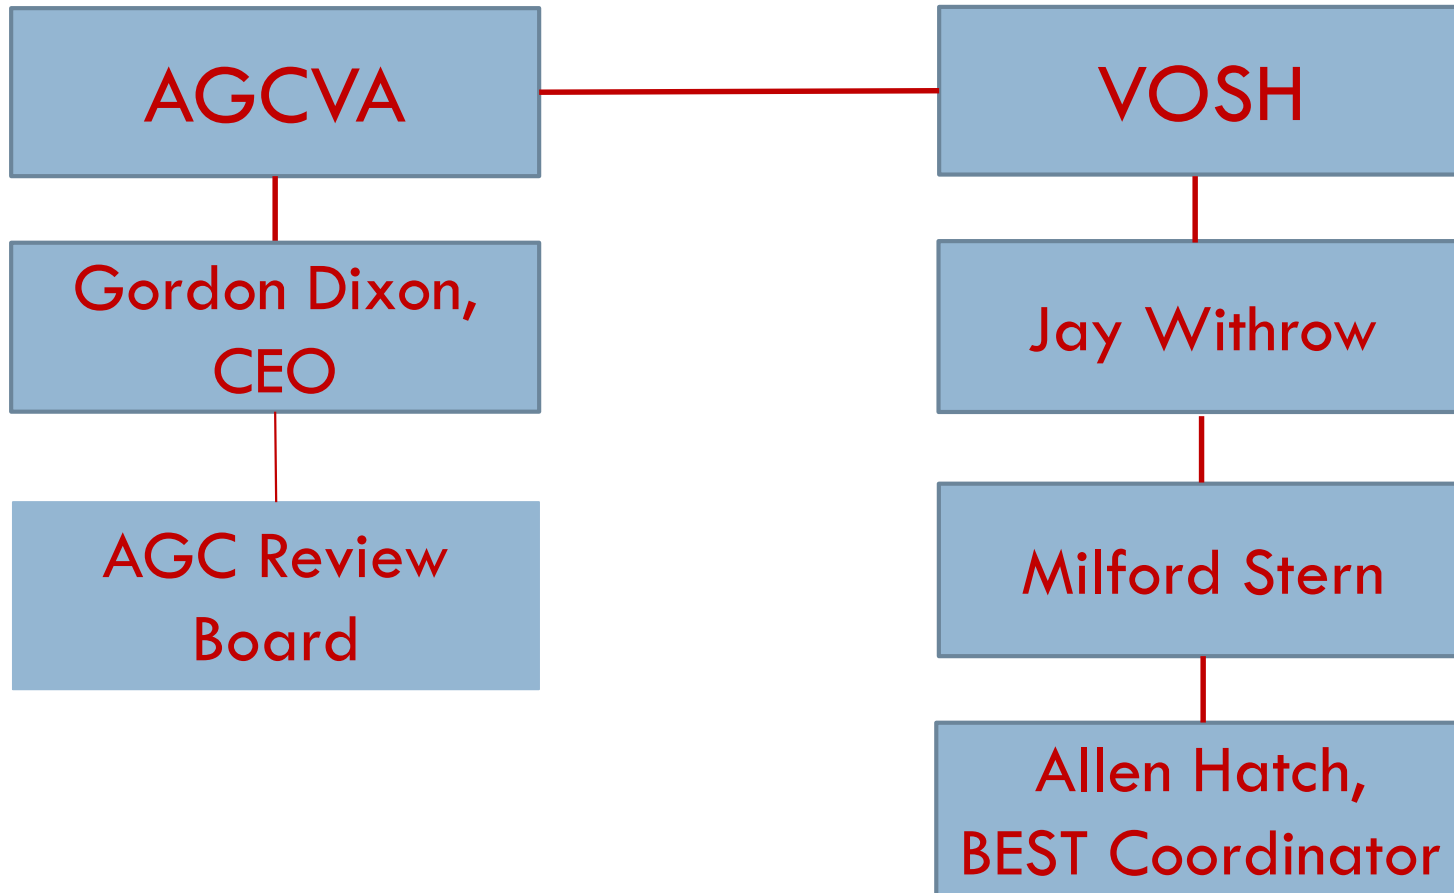 AGCVA
Gordon Dixon,
CEO
AGC Review
Board
VOSH
Jay Withrow
Milford Stern
Allen Hatch,
BEST Coordinator